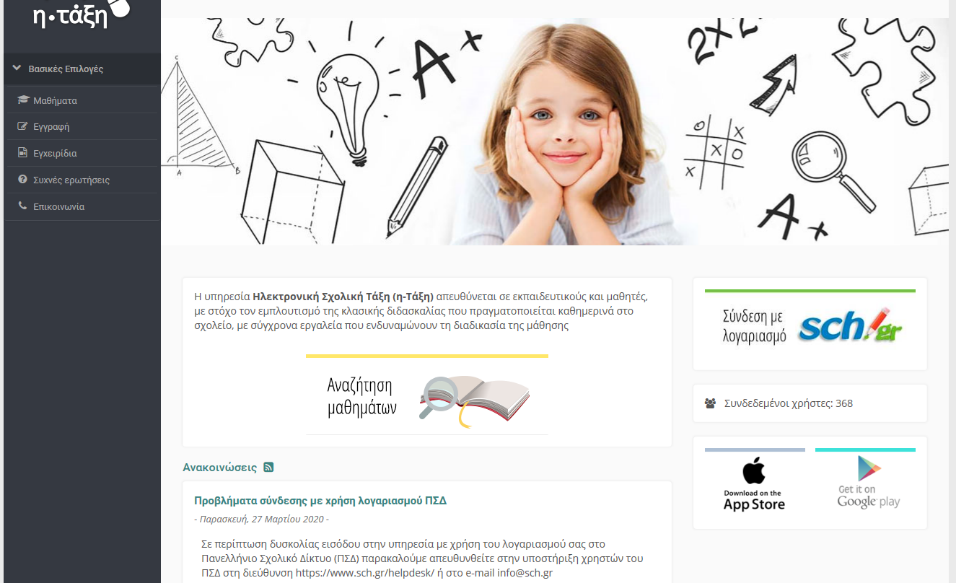 η•τάξη
Βασικές Επιλογές
Μαθήματα
Εγγραφή
Εγχειρίδια
Συχνές ερωτήσεις
Επικοινωνία
A+
2x2
C
A
B
O X
X O
X
A+
Η υπηρεσία Ηλεκτρονική Σχολική Τάξη (η-Τάξη) απευθύνεται σε εκπαιδευτικούς και μαθητές,
με στόχο τον εμπλουτισμό της κλασικής διδασκαλίας που πραγματοποιείται καθημερινά στο
σχολείο, με σύχρονα εργαλεία που ενδυναμώνουν τη διαδικασία της μάθησης
Αναζήτηση
μαθημάτων
Ανακοινώσεις
Προβλήματα σύνδεσης με χρήση λογαριασμού ΠΣΔ
- Παρασκευή, 27 Μαρτίου 2020 -
Σε περίπτωση δυσκολίας εισόδου στην υπηρεσία με χρήση του λογαριασμού σας στο
Πανελλήνιο Σχολικό Δίκτυο (ΠΣΔ) παρακαλούμε απευθυνθείτε στην υποστήριξη χρηστών του
ΠΣΔ στη διεύθυνση https://www.sch.gr/helpdesk/ ή στο e-mail info@sch.gr
Σύνδεση με
λογαριασμό
sch.gr
Συνδεδεμένοι χρήστες: 368
Download on the
App Store
Get it on
Google play